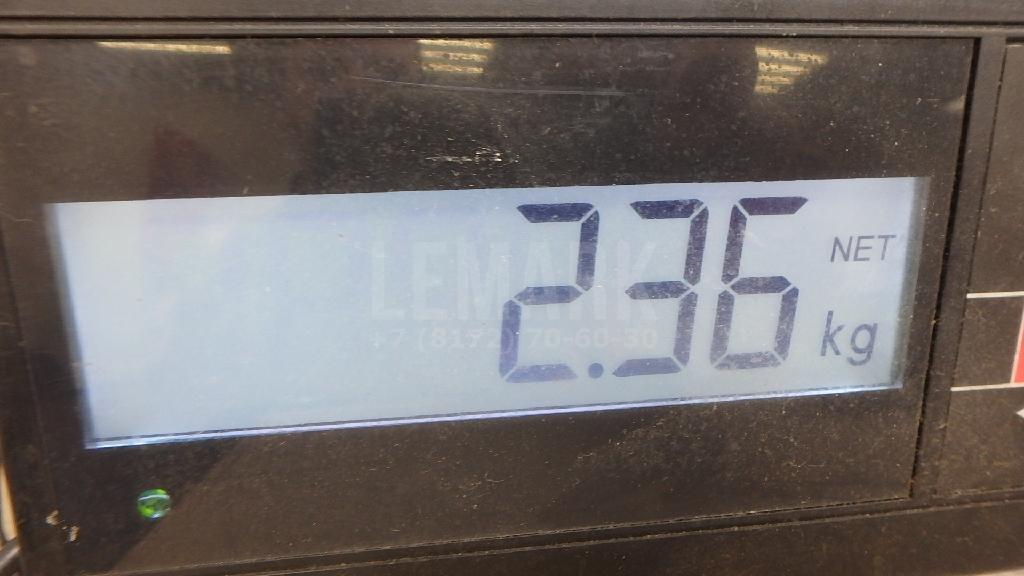 LEMARK
+7 (8172) 70-60-30
2.36
NET
kg